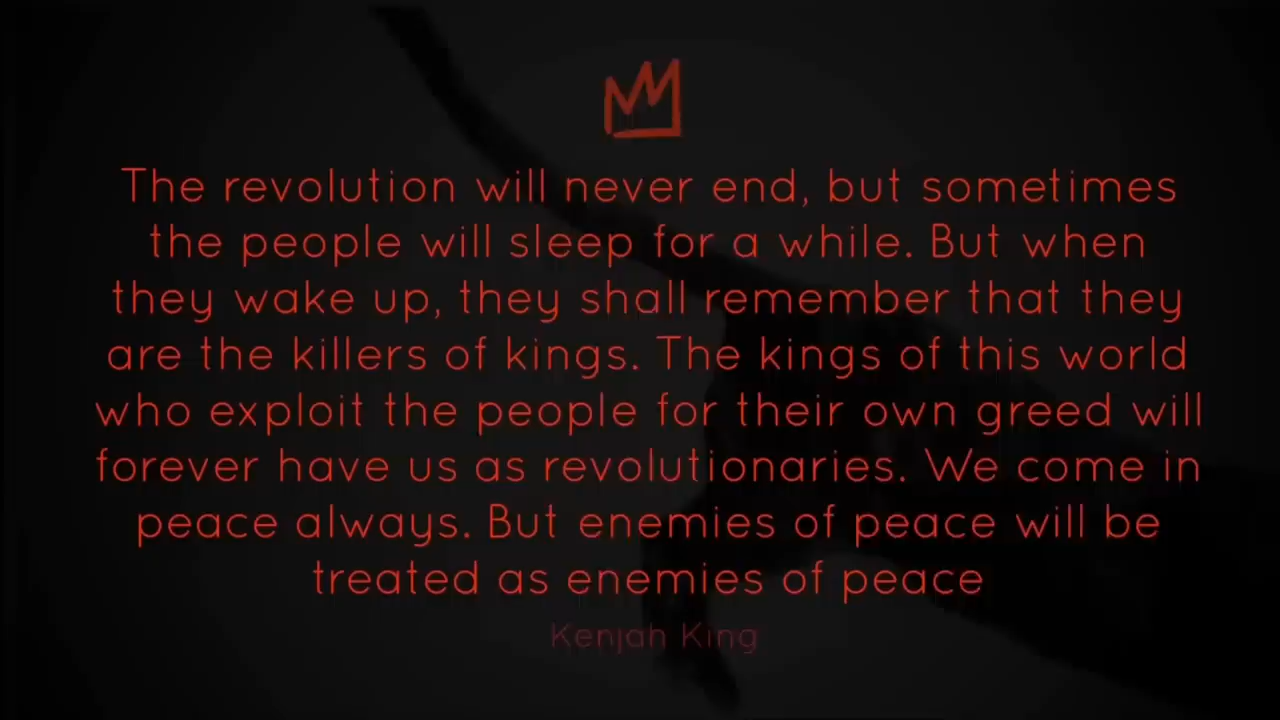 The revolution will never end, but sometimes
the people will sleep for a while. But when
they wake up, they shall remember that they
are the killers of kings. The kings of this world
who exploit the people for their own greed will
forever have us as revolutionaries. We come in
peace always. But enemies of peace will be
treated as enemies of peace
Kenjah King